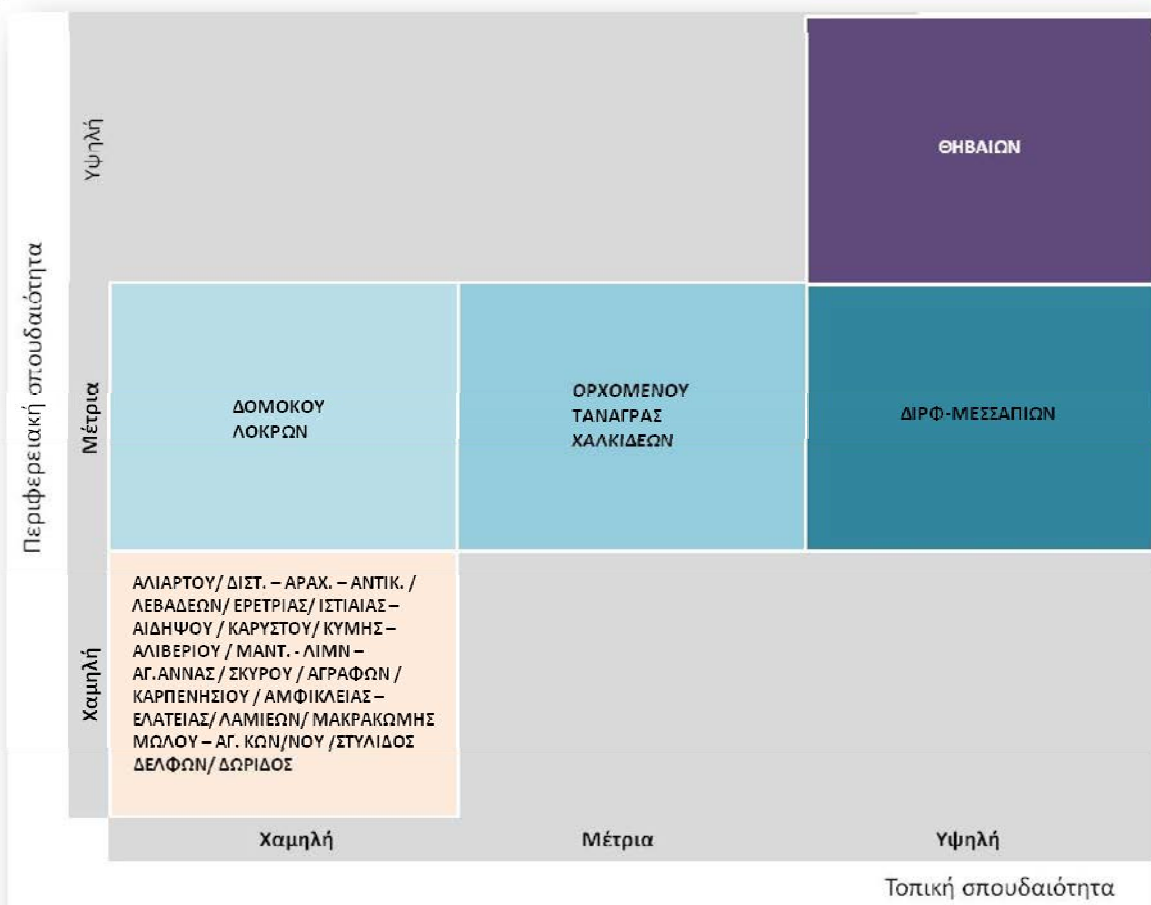 Περιφερειακή σπουδαιότητα
Υψηλή
ΘΗΒΑΙΩΝ
Μέτρια
ΔΟΜΟΚΟΥ
ΛΟΚΡΩΝ
ΟΡΧΟΜΕΝΟΥ
ΤΑΝΑΓΡΑΣ
ΧΑΛΚΙΔΕΩΝ
ΔΙΡΦ-ΜΕΣΣΑΠΙΩΝ
Χαμηλή
ΑΛΙΑΡΤΟΥ/ ΔΙΣΤ. – ΑΡΑΧ. – ΑΝΤΙΚ. /
ΛΕΒΑΔΕΩΝ/ ΕΡΕΤΡΙΑΣ/ ΙΣΤΙΑΙΑΣ –
ΑΙΔΗΨΟΥ / ΚΑΡΥΣΤΟΥ/ ΚΥΜΗΣ –
ΑΛΙΒΕΡΙΟΥ / ΜΑΝΤ. - ΛΙΜΝ –
ΑΓ.ΑΝΝΑΣ / ΣΚΥΡΟΥ / ΑΓΡΑΦΩΝ /
ΚΑΡΠΕΝΗΣΙΟΥ / ΑΜΦΙΚΛΕΙΑΣ –
ΕΛΑΤΕΙΑΣ/ ΛΑΜΙΕΩΝ/ ΜΑΚΡΑΚΩΜΗΣ
ΜΩΛΟΥ – ΑΓ. ΚΩΝ/ΝΟΥ /ΣΤΥΛΙΔΟΣ
ΔΕΛΦΩΝ/ ΔΩΡΙΔΟΣ
Χαμηλή
Μέτρια
Υψηλή
Τοπική σπουδαιότητα